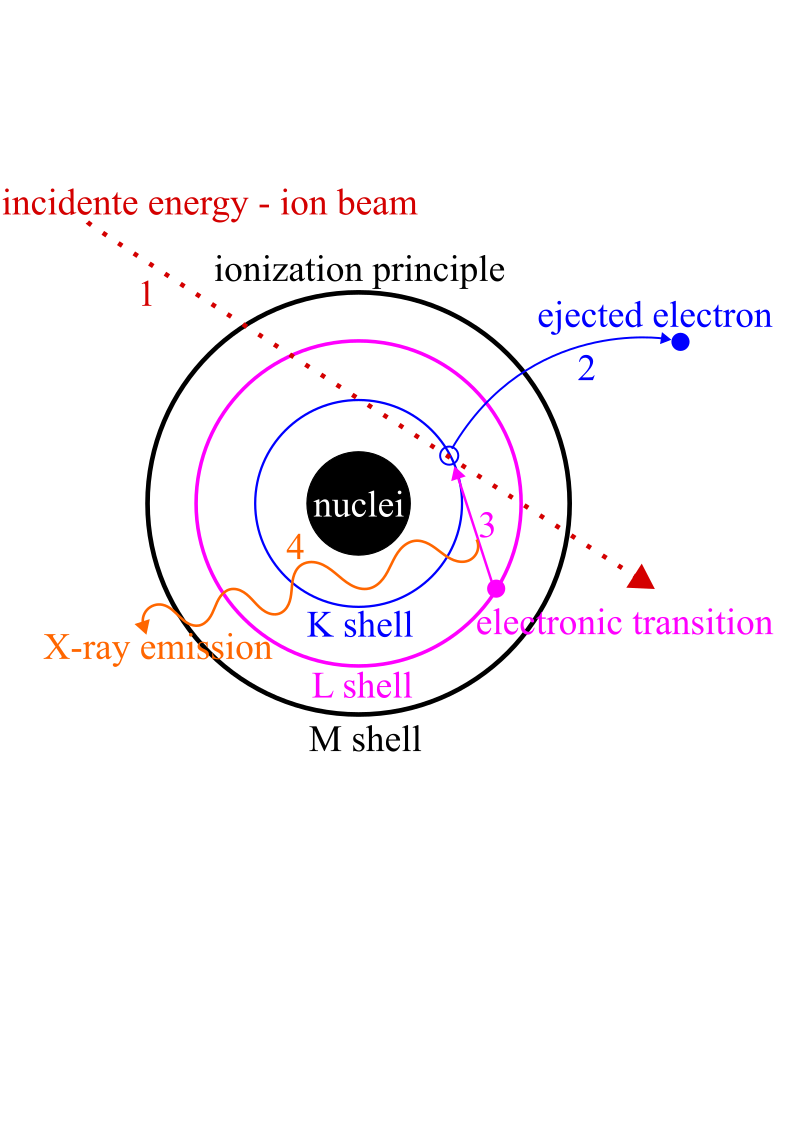 incidente energy - ion beam
ionization principle
1
ejected electron
2
nuclei
3
4
K shell
electronic transition
X-ray emission
L shell
M shell